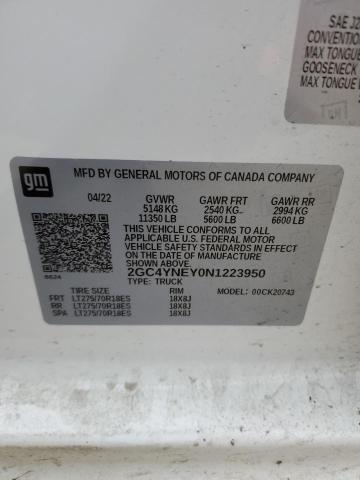 SAE J2
CONVENTION
MAX TONGU
GOOSENECK
MAX TONGUE
gm
MFD BY GENERAL MOTORS OF CANADA COMPANY
04/22 GVWR GAWR FRT GAWR RR
5148 KG 2540 KG 2994 KG
11350 LB 5600 LB 6600 LB
THIS VEHICLE CONFORMS TO ALL
APPLICABLE U.S. FEDERAL MOTOR
VEHICLE SAFETY STANDARDS IN EFFECT
ON THE DATE OF MANUFACTURE
SHOWN ABOVE.
2GC4YNEY0N1223950
6624 TYPE: TRUCK
TIRE SIZE RIM 00CK20743
FRT LT275/70R18ES 18X8J
RR LT275/70R18ES 18X8J
SPA LT275/70R18ES 18X8J